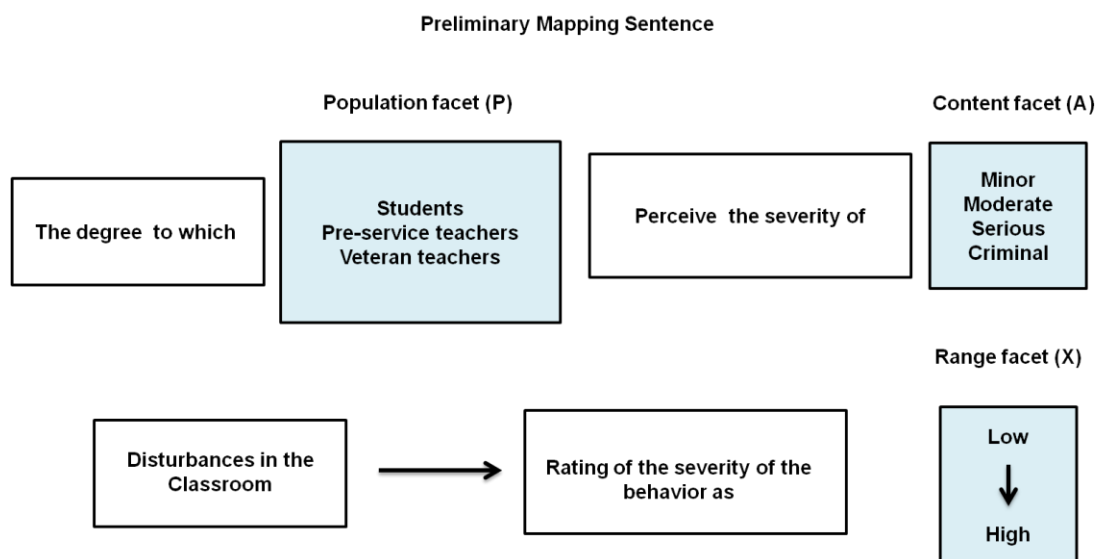 Preliminary Mapping Sentence
Population facet (P)
Content facet (A)
The degree to which
Students
Pre-service teachers
Veteran teachers
Perceive the severity of
Minor
Moderate
Serious
Criminal
Range facet (X)
Disturbances in the
Classroom
Rating of the severity of the
behavior as
Low
High